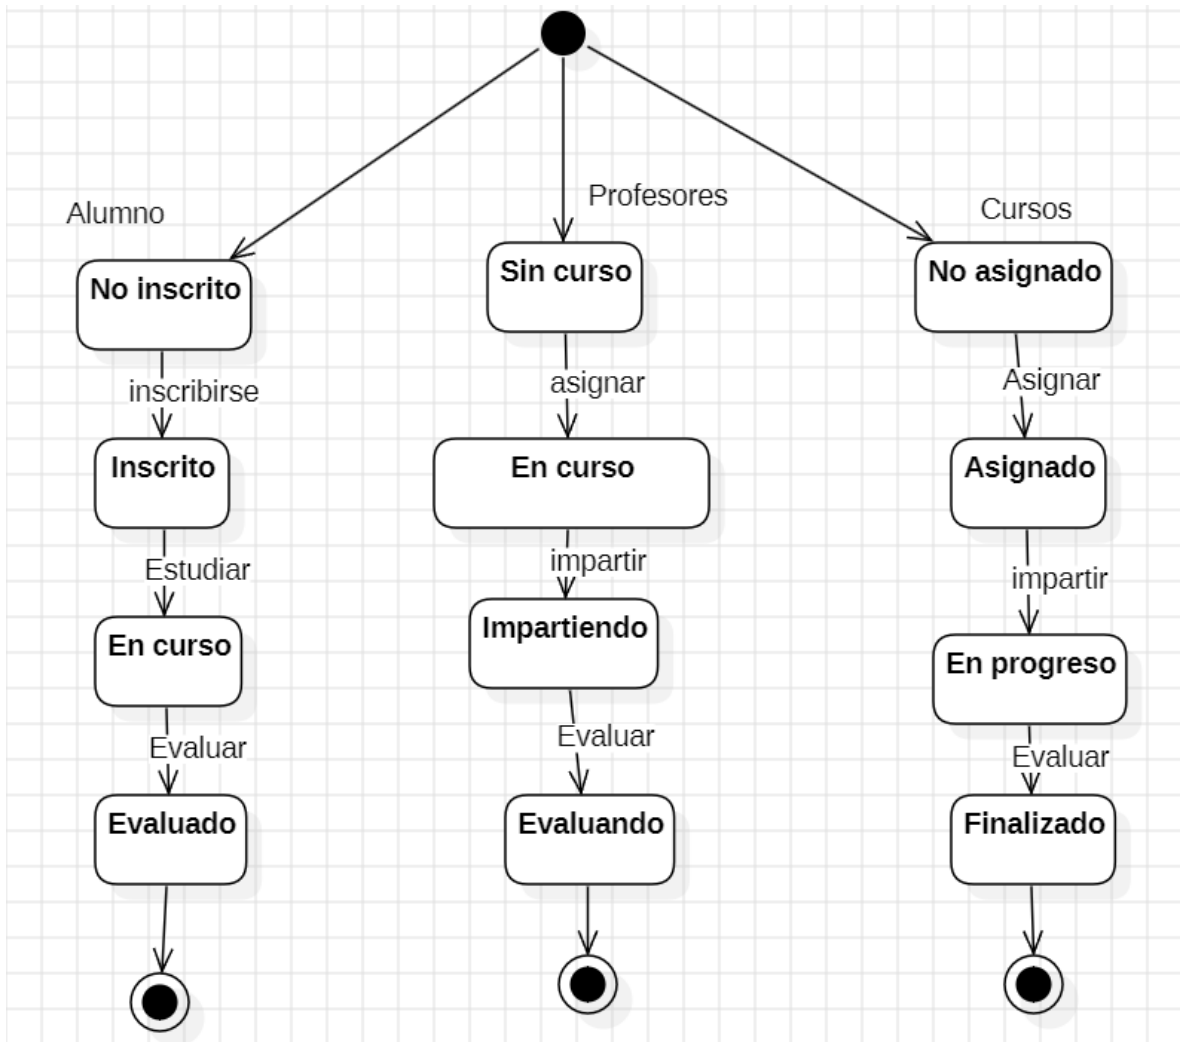 Alumno
No inscrito
inscribirse
Inscrito
Estudiar
En curso
Evaluar
Evaluado
Profesores
Sin curso
asignar
En curso
impartir
Impartiendo
Evaluar
Evaluando
Cursos
No asignado
Asignar
Asignado
impartir
En progreso
Evaluar
Finalizado